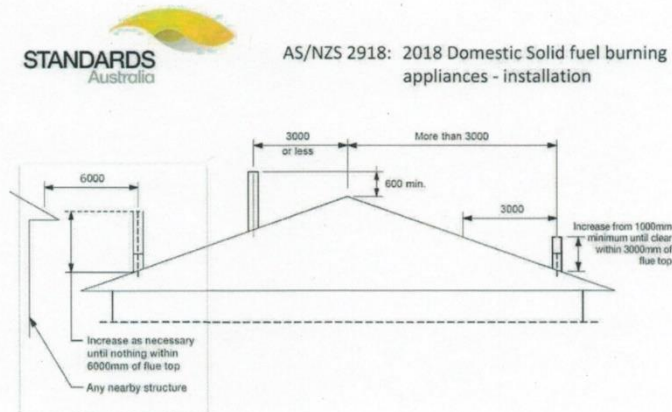 STANDARDS
Australia
AS/NZS 2918: 2018 Domestic Solid fuel burning
appliances - installation
3000
or less
More than 3000
6000
600 min.
3000
Increase from 1000mm
minimum until clear
within 3000mm of
flue top
Increase as necessary
until nothing within
6000mm of flue top
Any nearby structure